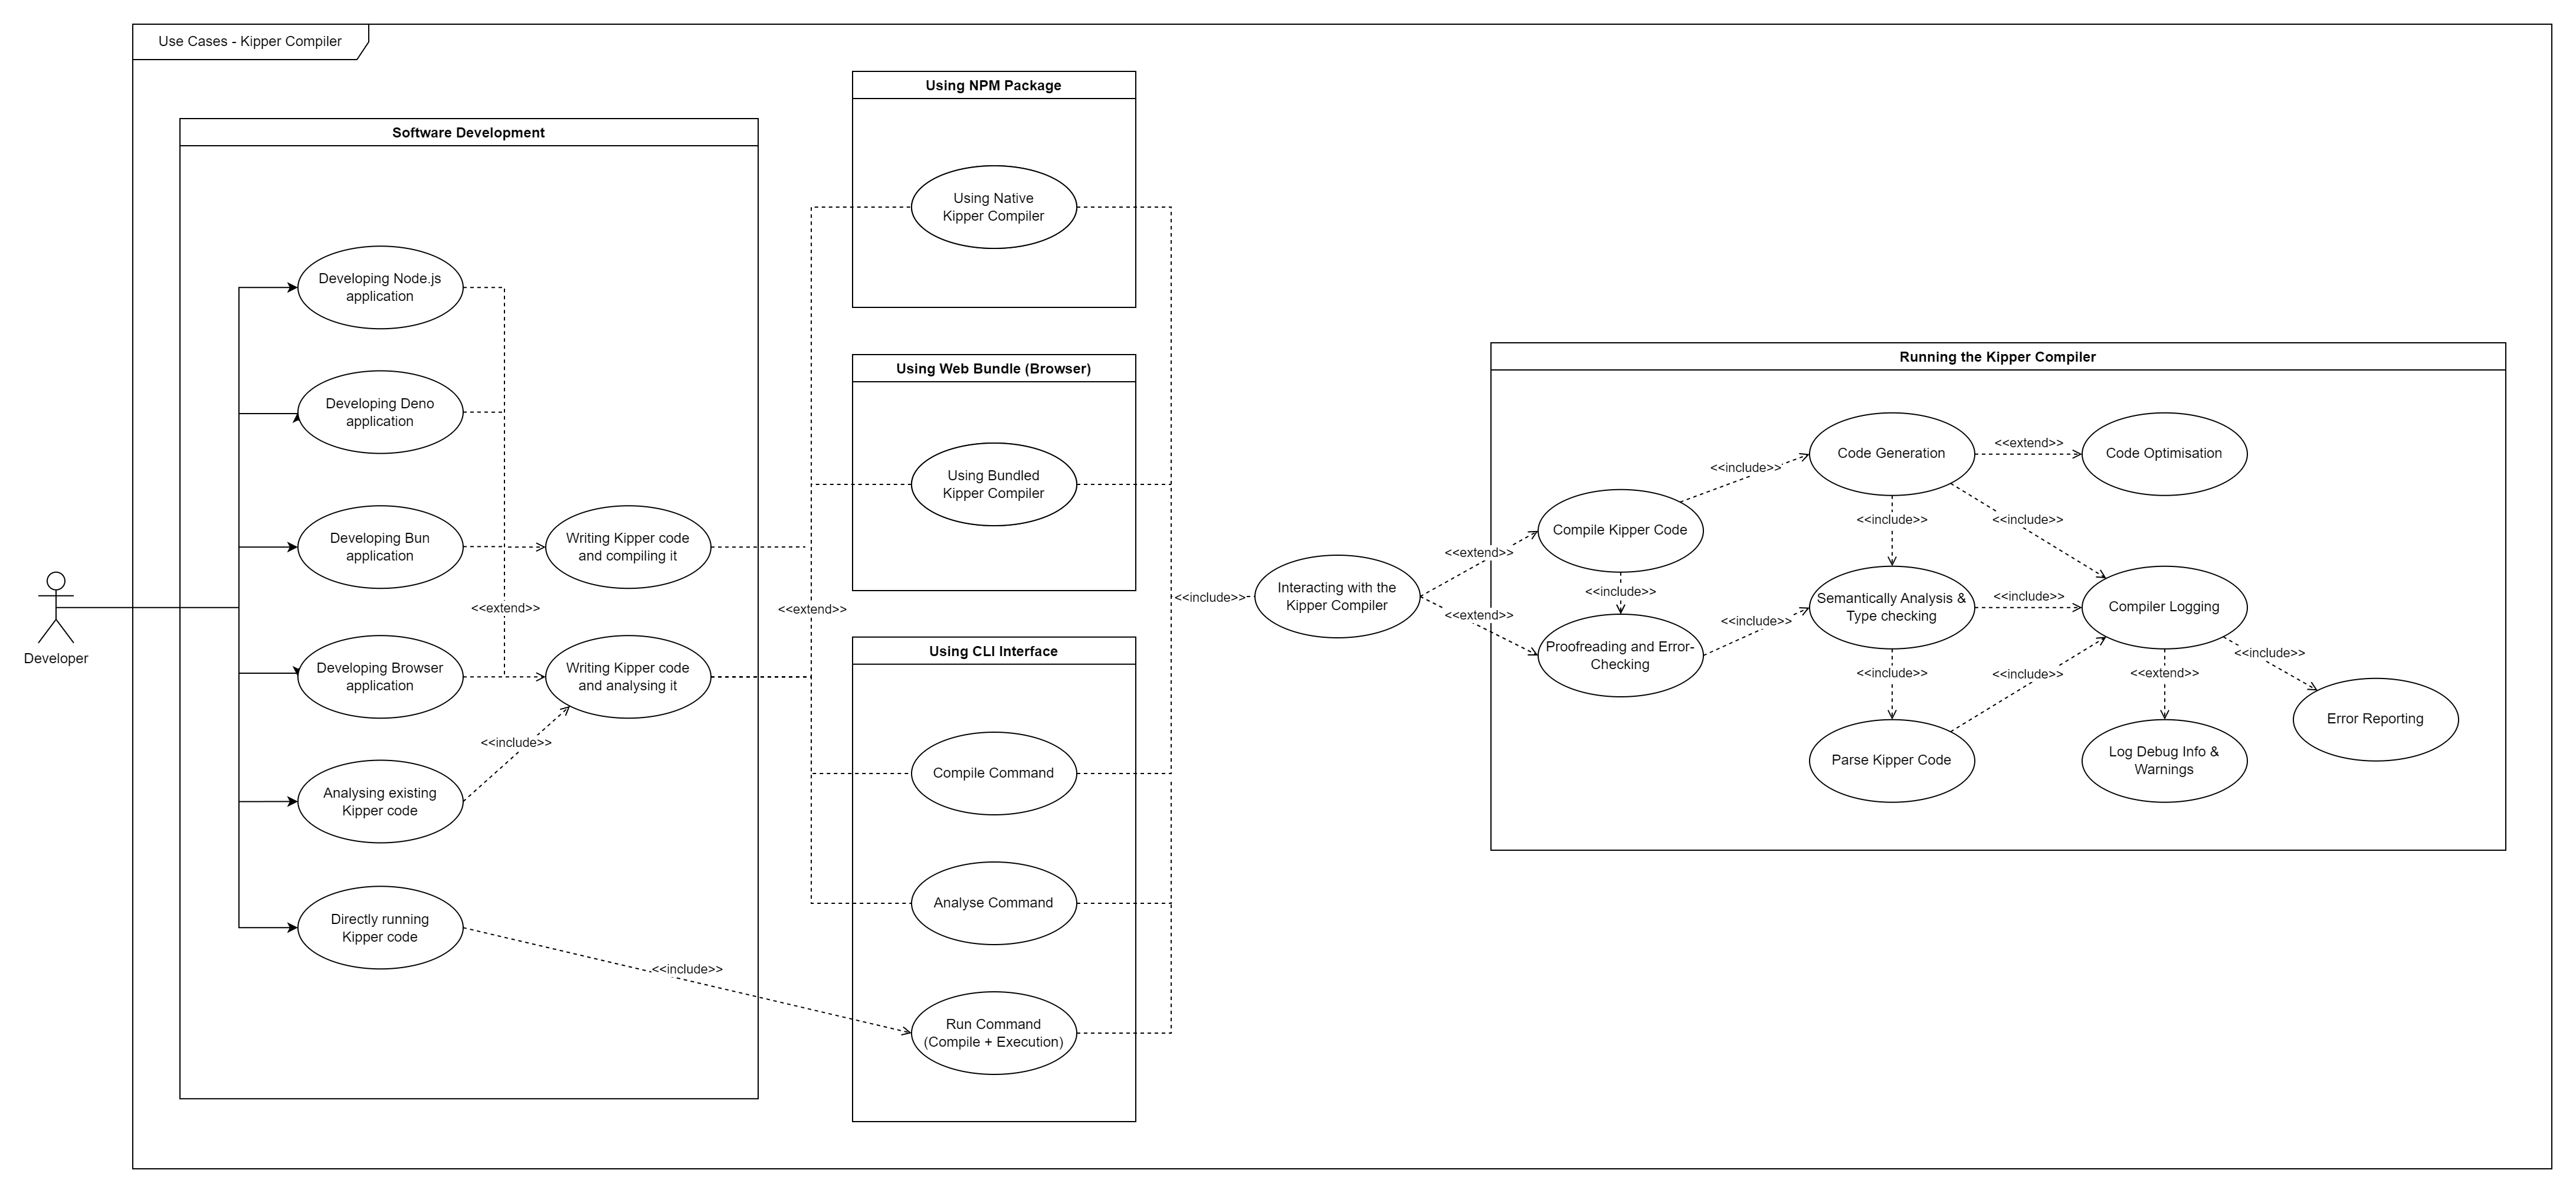 Use Cases - Kipper Compiler
Developer
Software Development
Developing Node.js
application
Developing Deno
application
Developing Bun
application
Developing Browser
application
Analysing existing
Kipper code
Directly running
Kipper code
<<extend>>
<<include>>
<<include>>
Writing Kipper code
and compiling it
Writing Kipper code
and analysing it
<<extend>>
Using NPM Package
Using Native
Kipper Compiler
Using Web Bundle (Browser)
Using Bundled
Kipper Compiler
Using CLI Interface
Compile Command
Analyse Command
Run Command
(Compile + Execution)
<<include>>
Interacting with the
Kipper Compiler
<<extend>>
<<extend>>
Running the Kipper Compiler
Compile Kipper Code
<<include>>
Proofreading and Error-
Checking
<<include>>
<<include>>
Code Generation
<<extend>>
Code Optimisation
<<include>>
<<include>>
Semantically Analysis &
Type checking
<<include>>
Compiler Logging
<<include>>
<<include>>
<<extend>>
<<include>>
Parse Kipper Code
Log Debug Info &
Warnings
Error Reporting